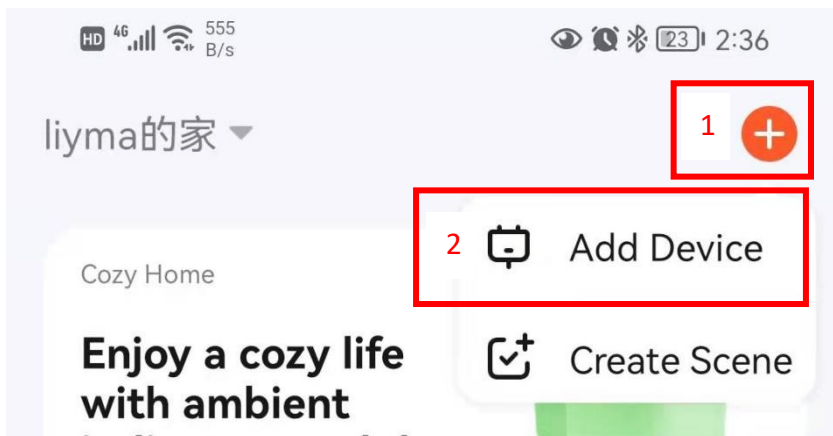 HD 4G 555 B/s 23 2:36
liyma的家
1
2 Add Device
Cozy Home
Create Scene
Enjoy a cozy life
with ambient